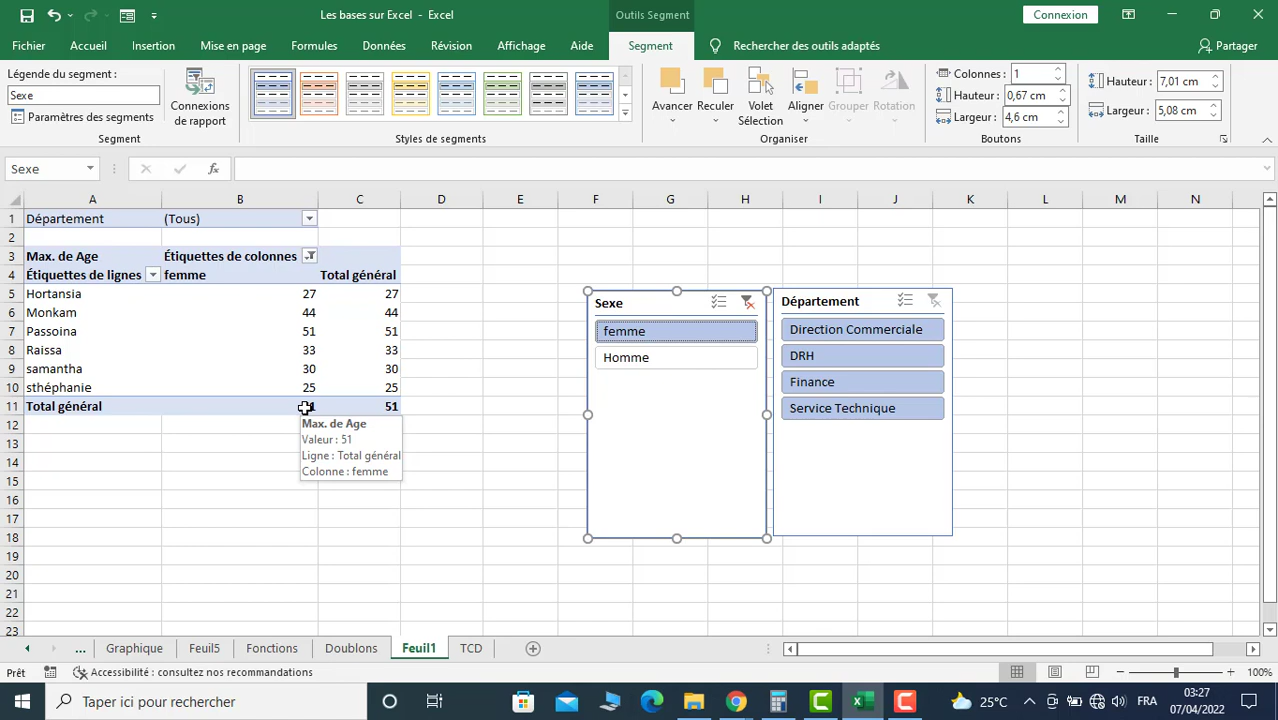 Les bases sur Excel - Excel
Outils Segment
Connexion
Fichier Accueil Insertion Mise en page Formules Données Révision Affichage Aide Segment Rechercher des outils adaptés Partager
Légende du segment :
Sexe
Paramètres des segments
Connexions de rapport
Segment
Styles de segments
Avancer Reculer Volet Sélection Aligner Grouper Rotation
Organiser
Colonnes : 1
Hauteur : 0,67 cm
Largeur : 4,6 cm
Boutons
Hauteur : 7,01 cm
Largeur : 5,08 cm
Taille
Sexe fx
A B C D E F G H I J K L M N
1 Département (Tous)
2
3 Max. de Age Étiquettes de colonnes
4 Étiquettes de lignes femme Total général
5 Hortansia 27 27
6 Monkam 44 44
7 Passoina 51 51
8 Raissa 33 33
9 samantha 30 30
10 sthéphanie 25 25
11 Total général 51
12
13
14
15
16
17
18
19
20
21
22
23
Max. de Age
Valeur : 51
Ligne : Total général
Colonne : femme
Sexe
femme
Homme
Département
Direction Commerciale
DRH
Finance
Service Technique
... Graphique Feuil5 Fonctions Doublons Feuil1 TCD
Prêt Accessibilité : consultez nos recommandations 100%
Taper ici pour rechercher
25°C FRA 03:27
07/04/2022